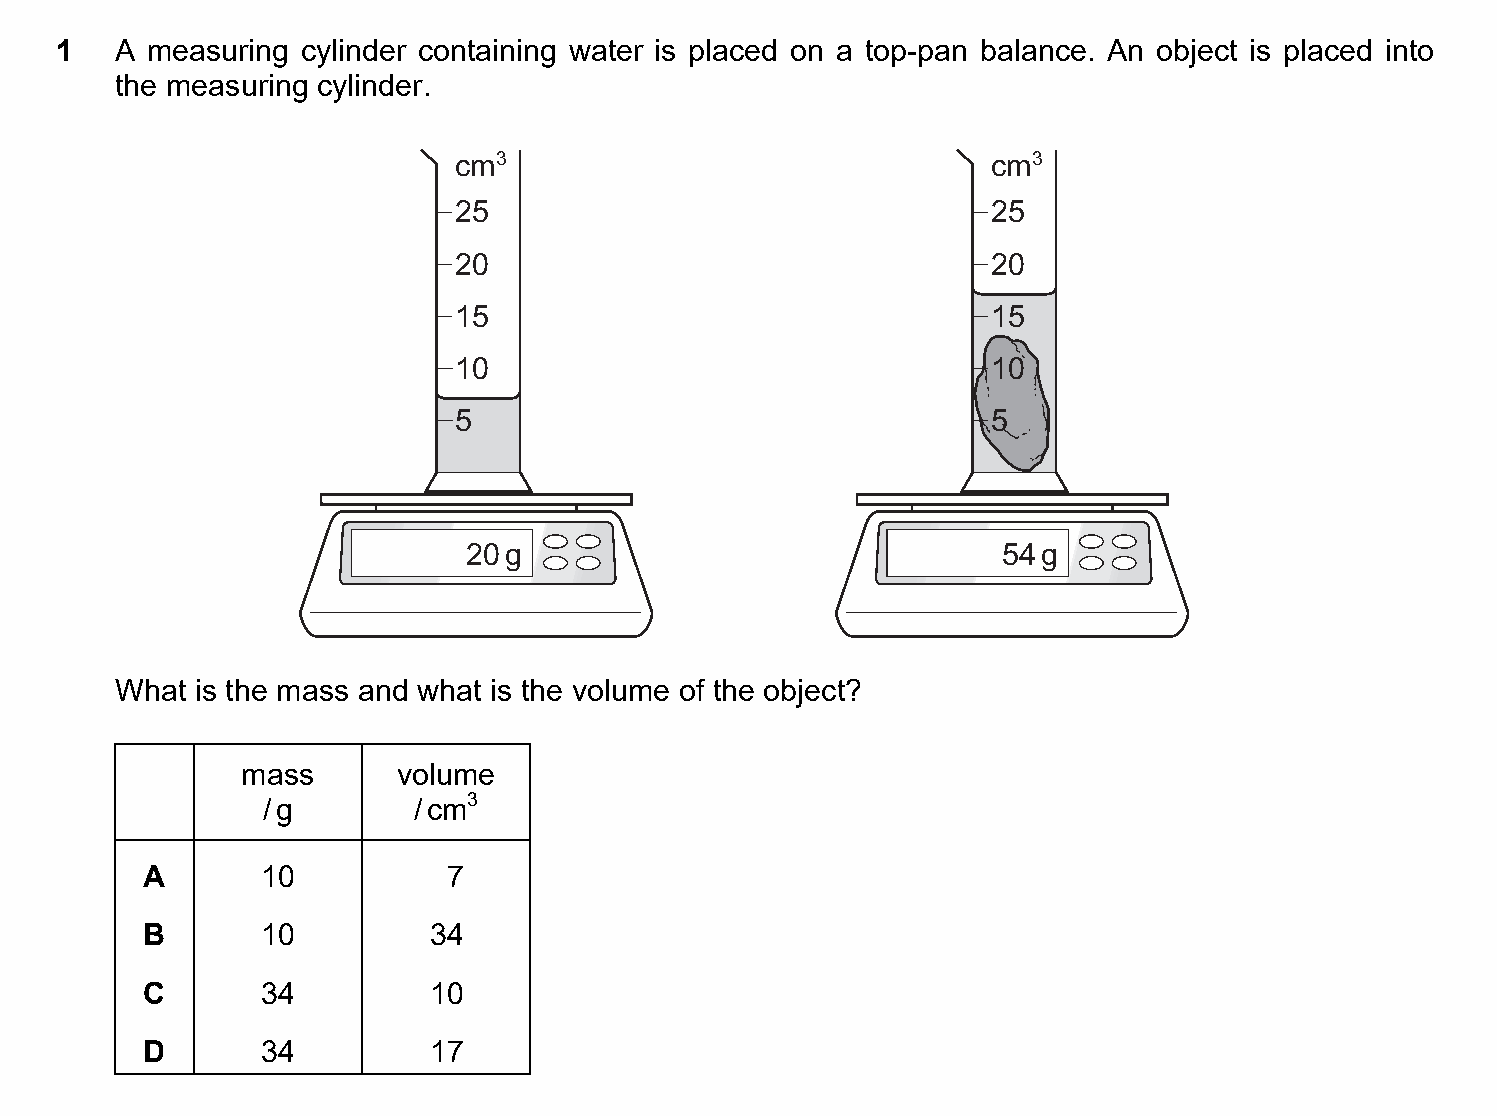 1 A measuring cylinder containing water is placed on a top-pan balance. An object is placed into
the measuring cylinder.
cm³ cm³
25 25
20 20
15 15
10 10
5 5
20 g 54 g
What is the mass and what is the volume of the object?
mass volume
/ g / cm³
A 10 7
B 10 34
C 34 10
D 34 17